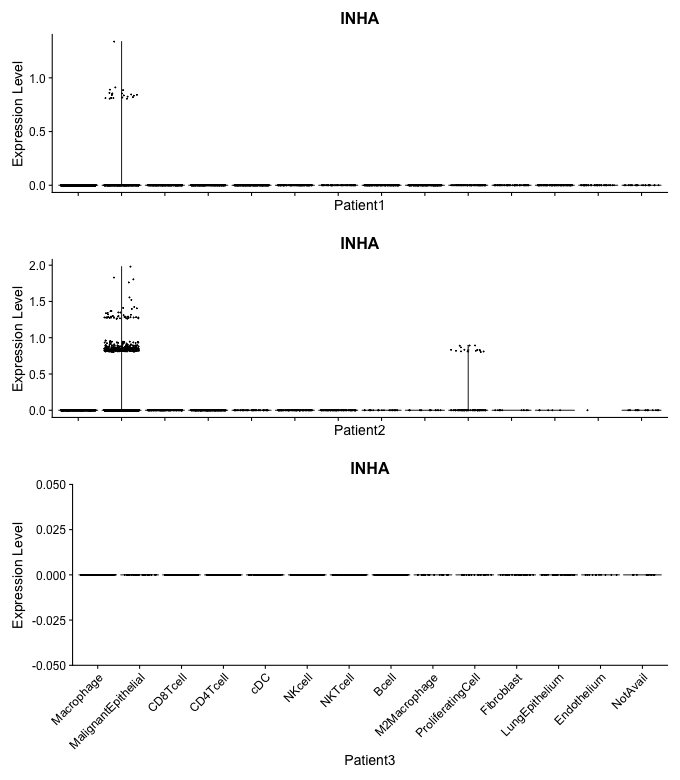 INHA
Expression Level
1.0
0.5
0.0
Patient1
INHA
Expression Level
2.0
1.5
1.0
0.5
0.0
Patient2
INHA
Expression Level
0.050
0.025
0.000
-0.025
-0.050
Macrophage
MalignantEpithelial
CD8Tcell
CD4Tcell
cDC
NKcell
NKTcell
Bcell
M2Macrophage
ProliferatingCell
Fibroblast
LungEpithelium
Endothelium
NotAvail
Patient3